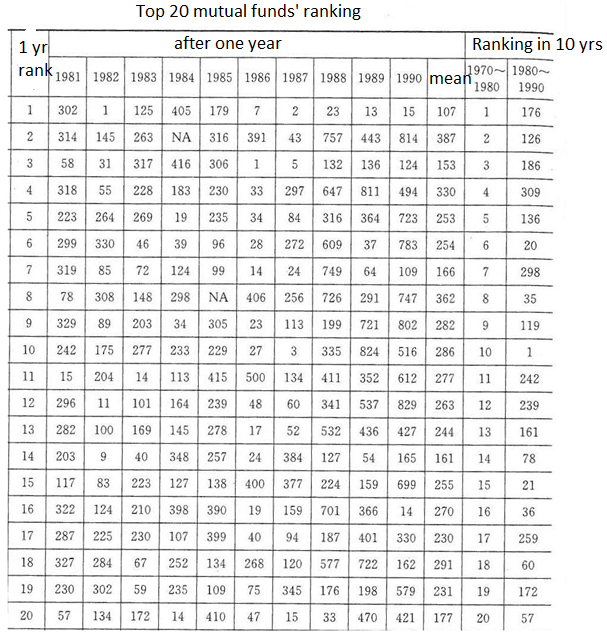 Top 20 mutual funds' ranking
1 yr after one year Ranking in 10 yrs
rank 1981 1982 1983 1984 1985 1986 1987 1988 1989 1990 mean 1970～ 1980 1980～ 1990
1 302 1 125 405 179 7 2 23 13 15 107 1 176
2 314 145 263 NA 316 391 43 757 443 814 387 2 126
3 58 31 317 416 306 1 5 132 136 124 153 3 186
4 318 55 228 183 230 33 297 647 811 494 330 4 309
5 223 264 269 19 235 34 84 316 364 723 253 5 136
6 299 330 46 39 96 28 272 609 37 783 254 6 20
7 319 85 72 124 99 14 24 749 64 109 166 7 298
8 78 308 148 298 NA 406 256 726 291 747 362 8 35
9 329 89 203 34 305 23 113 199 721 802 282 9 119
10 242 175 277 233 229 27 3 335 824 516 286 10 1
11 15 204 14 113 415 500 134 411 352 612 277 11 242
12 296 11 101 164 239 48 60 341 537 829 263 12 239
13 282 100 169 145 278 17 52 532 436 427 244 13 161
14 203 9 40 348 257 24 384 127 54 165 161 14 78
15 117 83 223 127 138 400 377 224 159 699 255 15 21
16 322 124 210 398 390 19 159 701 366 14 270 16 36
17 287 225 230 107 399 40 94 187 401 330 230 17 259
18 327 284 67 252 134 268 120 577 722 162 291 18 60
19 230 302 59 235 109 75 345 176 198 579 231 19 172
20 57 134 172 14 410 47 15 33 470 421 177 20 57